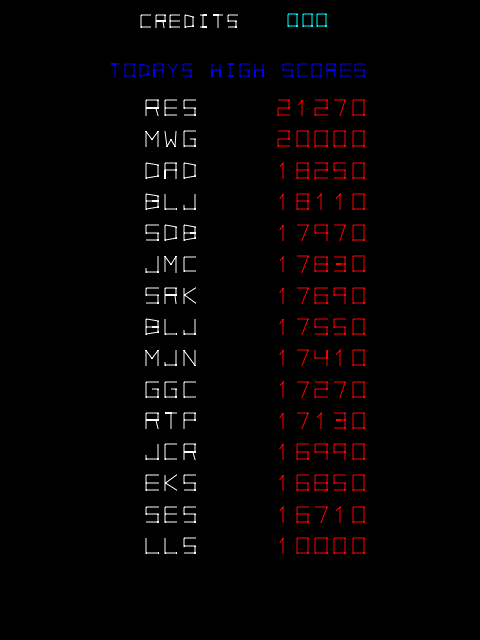 CREDITS 000
TODAYS HIGH SCORES
RES 21270
MWG 20000
DAD 18250
BLJ 18110
SDB 17970
JMC 17830
SAK 17690
BLJ 17550
MJN 17410
GGC 17270
RTP 17130
JCR 16990
EKS 16850
SES 16710
LLS 10000